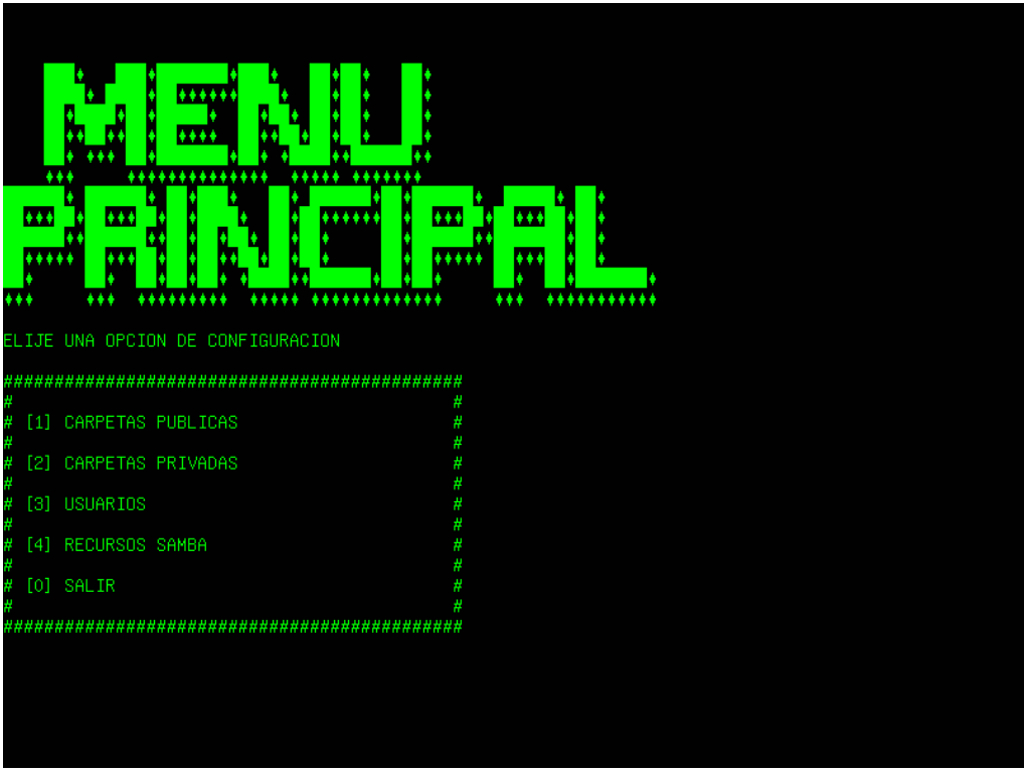 MENU
PRINCIPAL
ELIJE UNA OPCION DE CONFIGURACION
#############################################
# #
# [1] CARPETAS PUBLICAS #
# #
# [2] CARPETAS PRIVADAS #
# #
# [3] USUARIOS #
# #
# [4] RECURSOS SAMBA #
# #
# [0] SALIR #
# #
#############################################